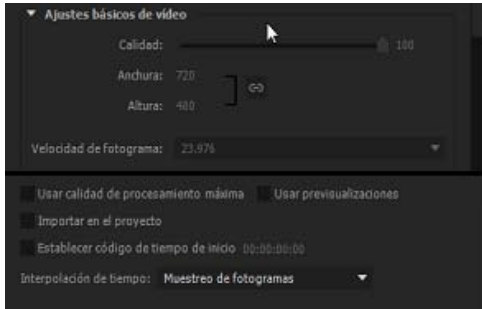 Ajustes básicos de vídeo
Calidad: 100
Anchura: 720
Altura: 480
Velocidad de fotograma: 23.976
Usar calidad de procesamiento máxima Usar previsualizaciones
Importar en el proyecto
Establecer código de tiempo de inicio 00:00:00:00
Interpolación de tiempo: Muestreo de fotogramas